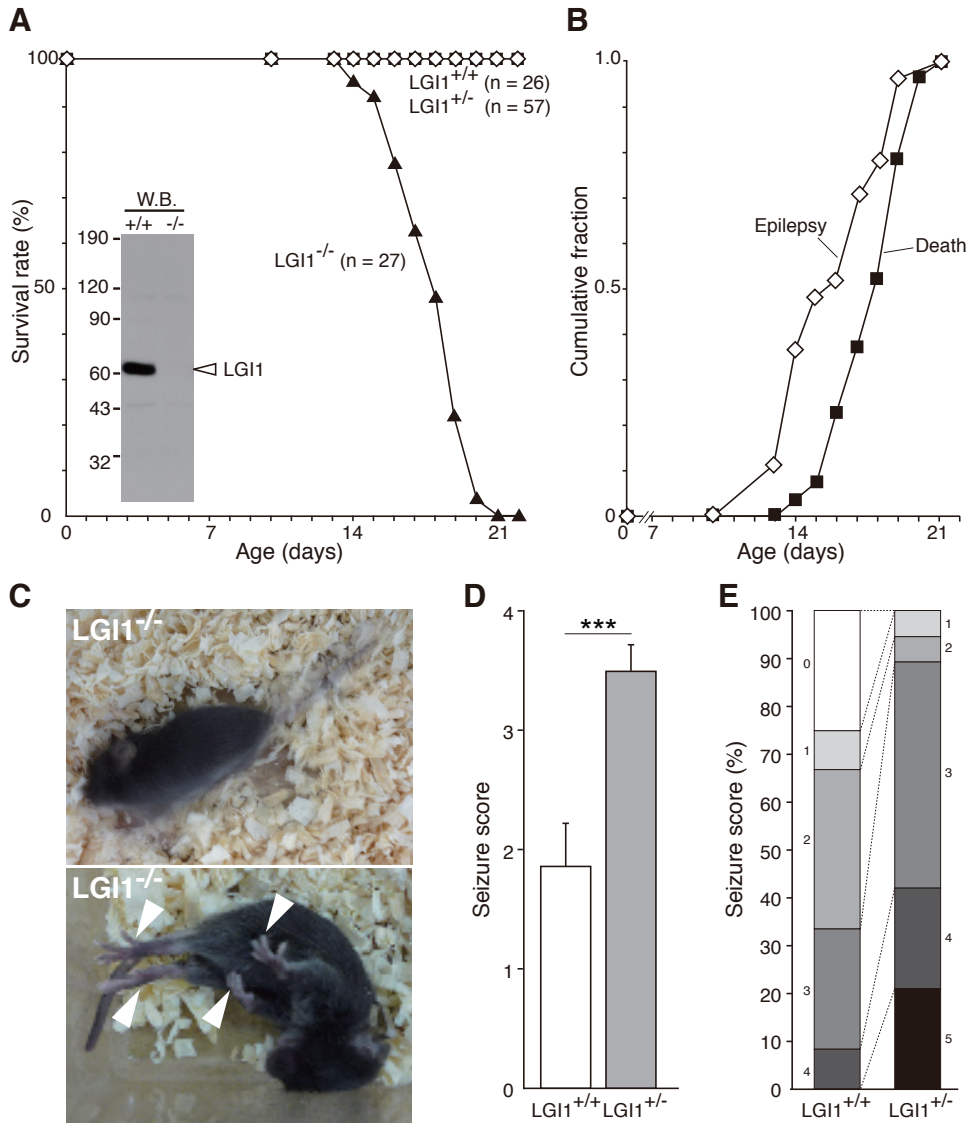 A
100
50
0
Survival rate (%)
0 7 14 21
Age (days)
LGI1+/+ (n = 26)
LGI1+/- (n = 57)
LGI1-/- (n = 27)
W.B.
+/+ -/-
190
120
90
60
43
32
LGI1
B
1.0
0.5
0
Cumulative fraction
0 7 14 21
Age (days)
Epilepsy
Death
C
LGI1-/-
LGI1-/-
D
4
3
2
1
0
Seizure score
***
LGI1+/+ LGI1+/-
E
100
90
80
70
60
50
40
30
20
10
0
Seizure score (%)
0
1
2
3
4
1
2
3
4
5
LGI1+/+ LGI1+/-